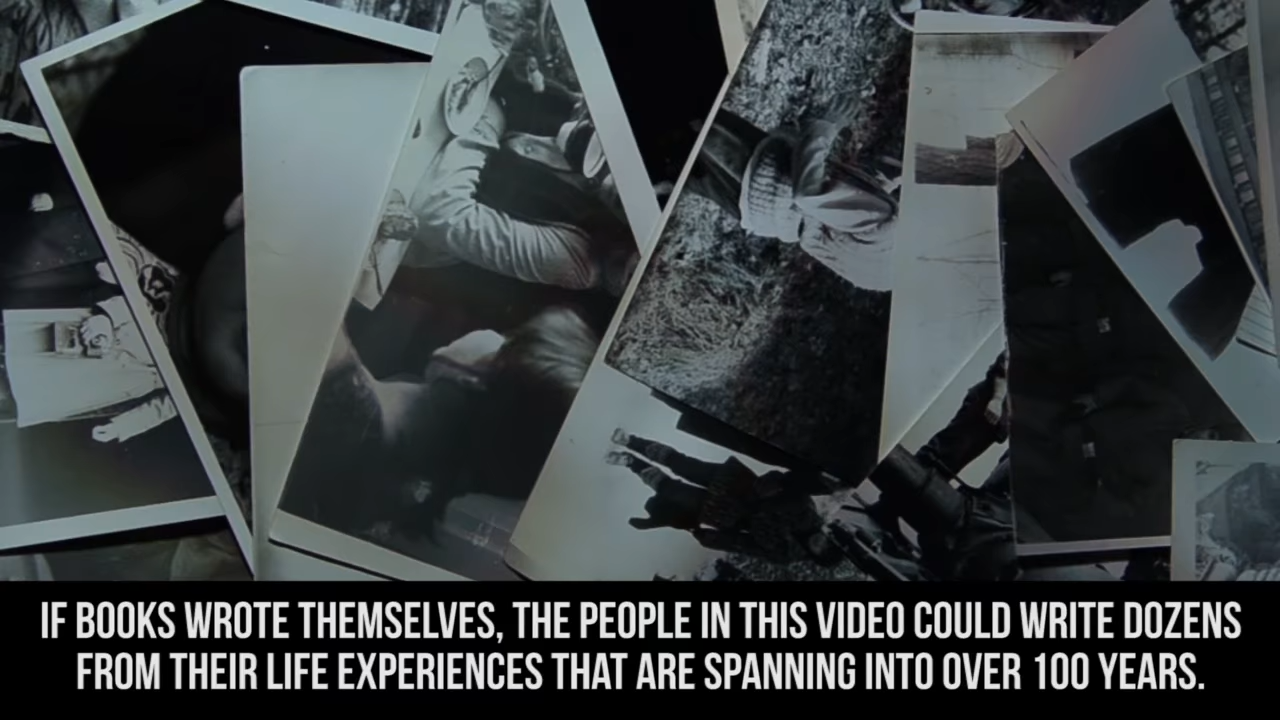 IF BOOKS WROTE THEMSELVES, THE PEOPLE IN THIS VIDEO COULD WRITE DOZENS
FROM THEIR LIFE EXPERIENCES THAT ARE SPANNING INTO OVER 100 YEARS.